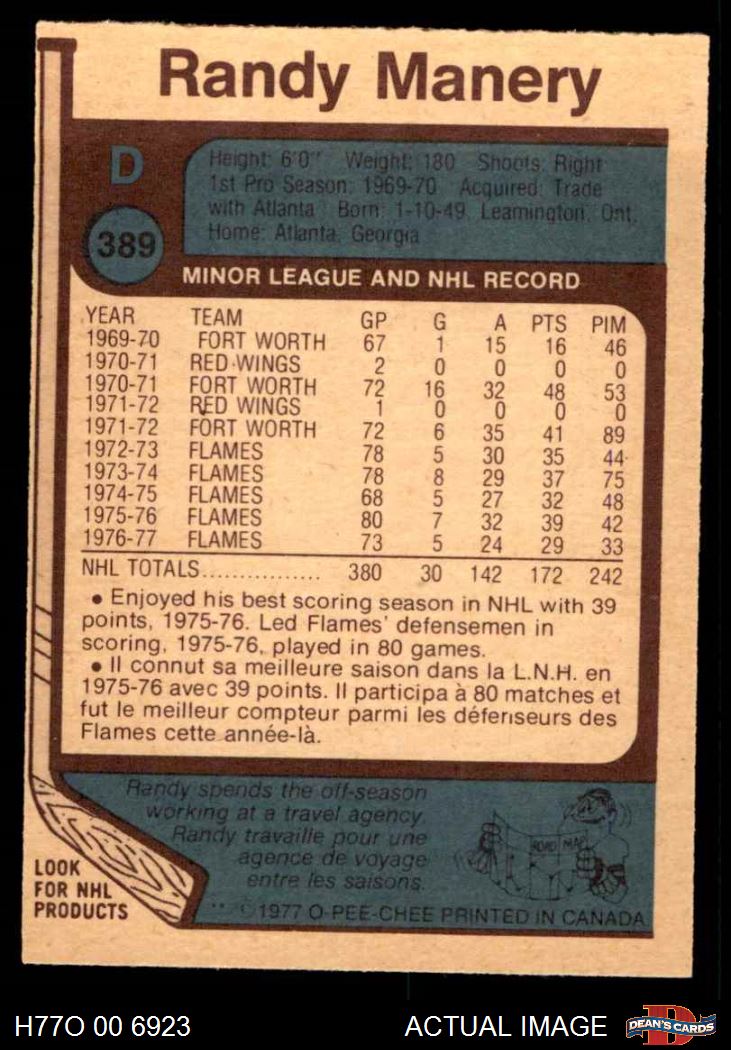 Randy Manery
D
389
Height: 6'0" Weight: 180 Shoots: Right
1st Pro Season: 1969-70 Acquired: Trade
with Atlanta Born: 1-10-49, Leamington, Ont.
Home: Atlanta, Georgia
MINOR LEAGUE AND NHL RECORD
YEAR TEAM GP G A PTS PIM
1969-70 FORT WORTH 67 1 15 16 46
1970-71 RED WINGS 2 0 0 0 0
1970-71 FORT WORTH 72 16 32 48 53
1971-72 RED WINGS 1 0 0 0 0
1971-72 FORT WORTH 72 6 35 41 89
1972-73 FLAMES 78 5 30 35 44
1973-74 FLAMES 78 8 29 37 75
1974-75 FLAMES 68 5 27 32 48
1975-76 FLAMES 80 7 32 39 42
1976-77 FLAMES 73 5 24 29 33
NHL TOTALS................ 380 30 142 172 242
• Enjoyed his best scoring season in NHL with 39
points, 1975-76. Led Flames' defensemen in
scoring, 1975-76, played in 80 games.
• Il connut sa meilleure saison dans la L.N.H. en
1975-76 avec 39 points. Il participa à 80 matches et
fut le meilleur compteur parmi les défenseurs des
Flames cette année-là.
Randy spends the off-season
working at a travel agency.
Randy travaille pour une
agence de voyage
entre les saisons.
ROAD MAP
LOOK
FOR NHL
PRODUCTS
© 1977 O-PEE-CHEE PRINTED IN CANADA
H77O 00 6923 ACTUAL IMAGE
D
DEAN'S CARDS